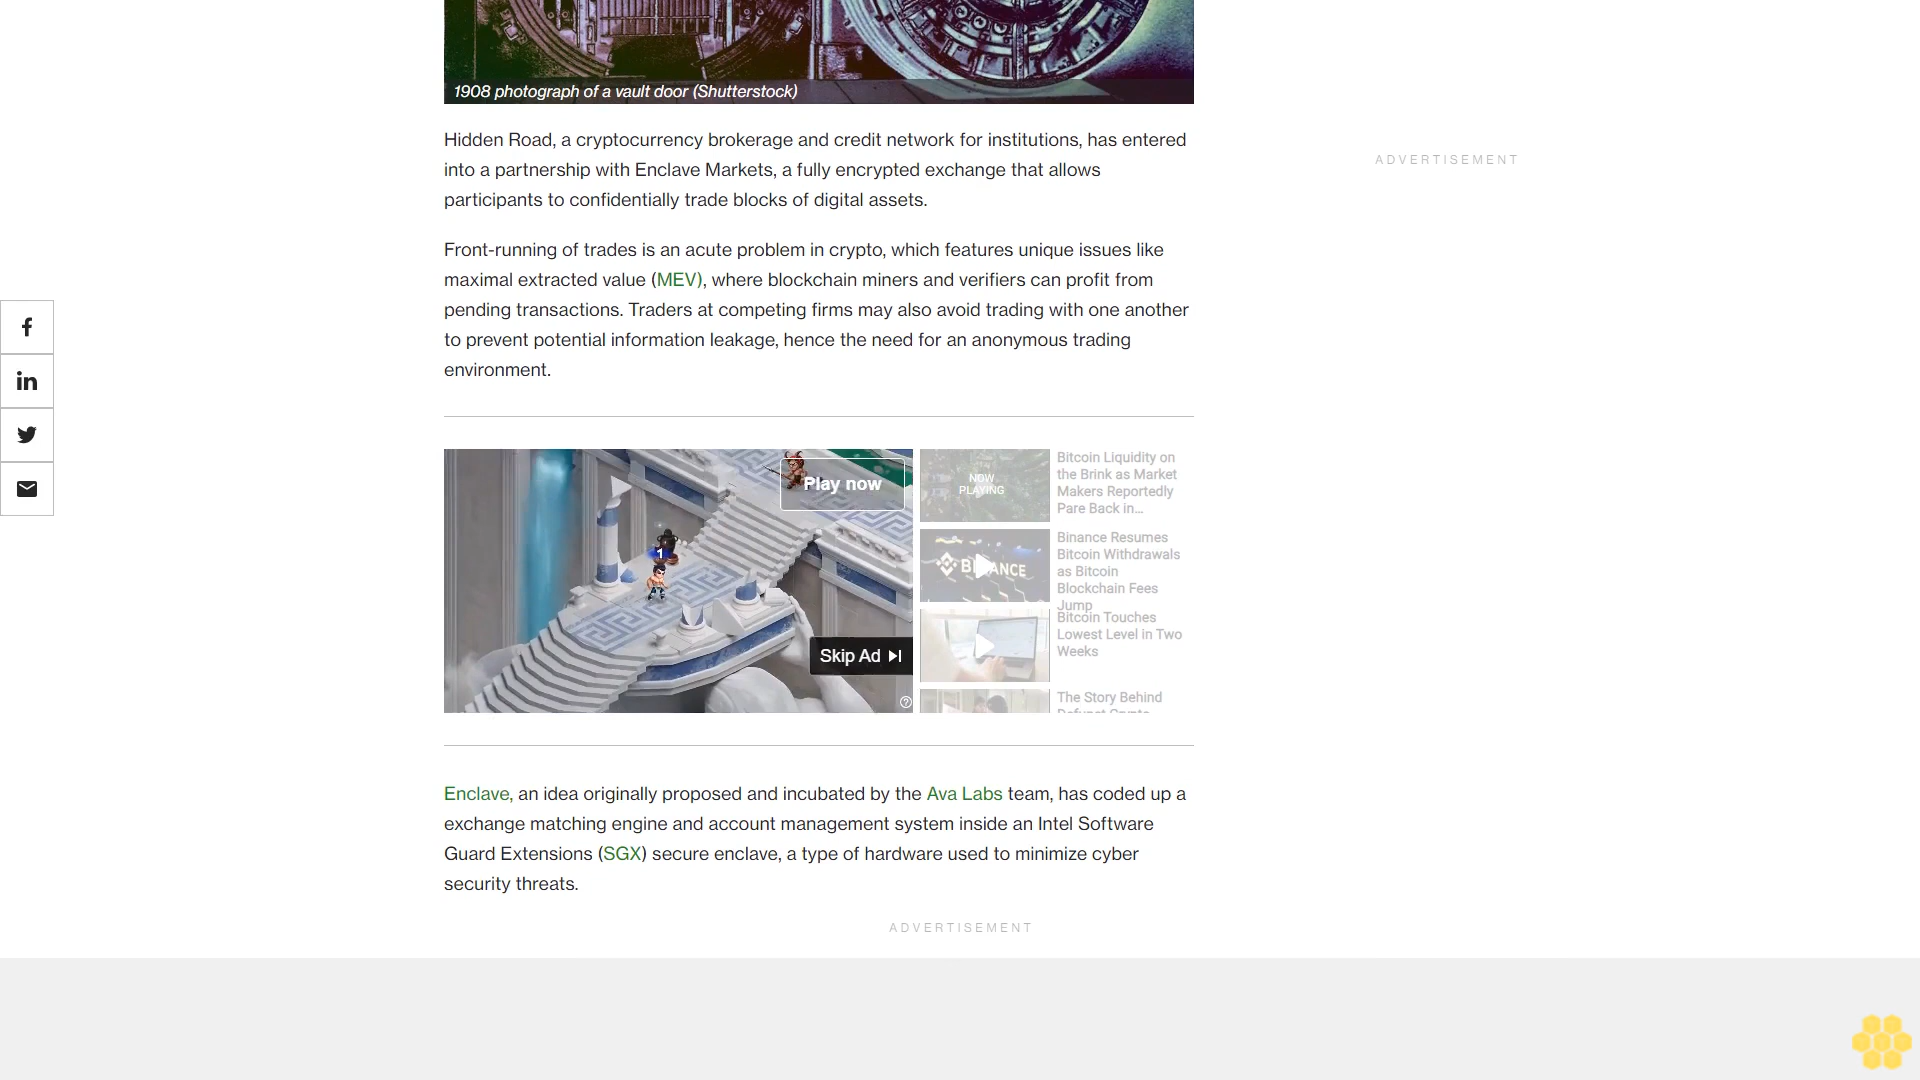 1908 photograph of a vault door (Shutterstock)
Hidden Road, a cryptocurrency brokerage and credit network for institutions, has entered
into a partnership with Enclave Markets, a fully encrypted exchange that allows
participants to confidentially trade blocks of digital assets.
ADVERTISEMENT
Front-running of trades is an acute problem in crypto, which features unique issues like
maximal extracted value (MEV), where blockchain miners and verifiers can profit from
pending transactions. Traders at competing firms may also avoid trading with one another
to prevent potential information leakage, hence the need for an anonymous trading
environment.
Play now
1
Skip Ad
NOW
PLAYING
Bitcoin Liquidity on
the Brink as Market
Makers Reportedly
Pare Back in...
BINANCE
Binance Resumes
Bitcoin Withdrawals
as Bitcoin
Blockchain Fees
Jump
Bitcoin Touches
Lowest Level in Two
Weeks
The Story Behind
Defunct Crypto
Enclave, an idea originally proposed and incubated by the Ava Labs team, has coded up a
exchange matching engine and account management system inside an Intel Software
Guard Extensions (SGX) secure enclave, a type of hardware used to minimize cyber
security threats.
ADVERTISEMENT